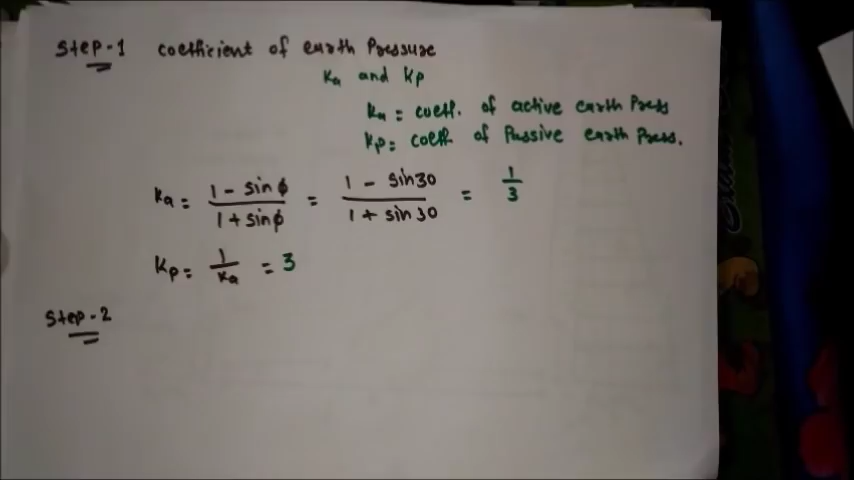 Step-1 coefficient of earth Pressure
Ka and Kp
Ka = coeff. of active earth Press
Kp = coeff of Passive earth Press.
Ka = 1 - sinϕ / 1 + sinϕ = 1 - sin30 / 1 + sin30 = 1/3
Kp = 1/Ka = 3
Step-2